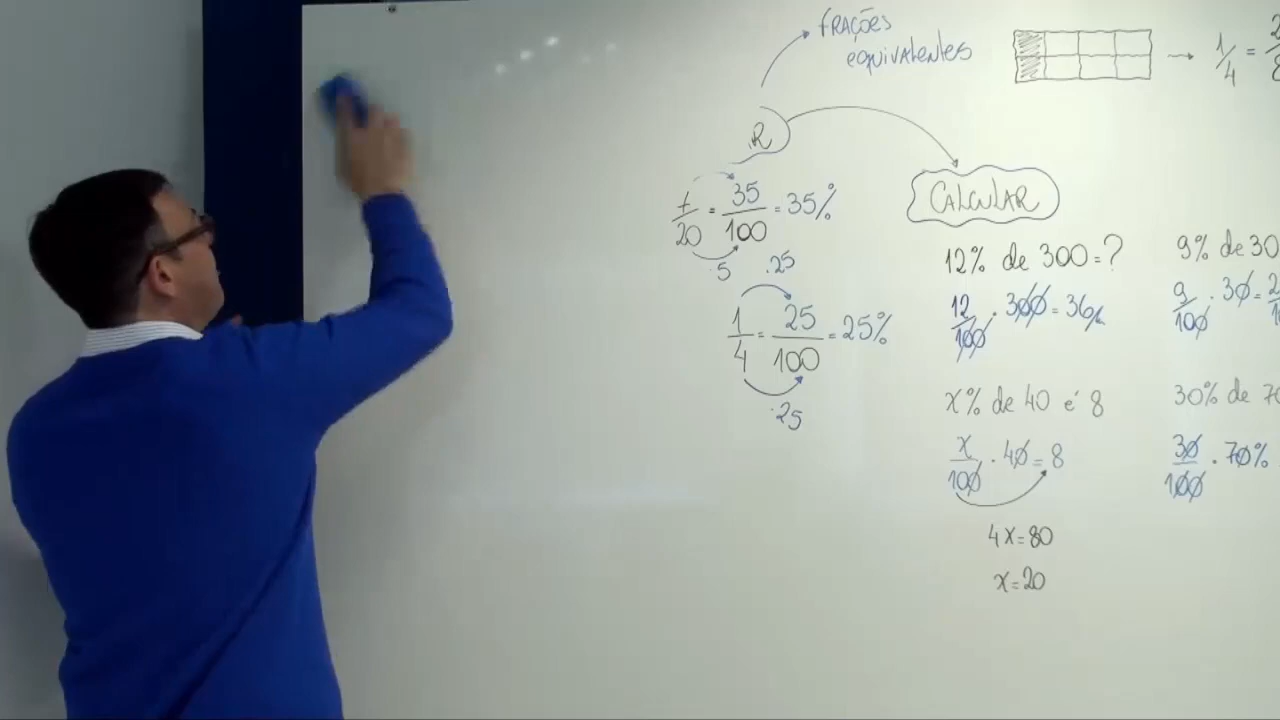 FRAÇÕES
equivalentes
1/4 = 2/8
R
CALCULAR
7/20 = 35/100 = 35%
.5
12% de 300 = ?
9% de 30
.25
12/100 . 300 = 36
9/100 . 30 =
1/4 = 25/100 = 25%
.25
x% de 40 é 8
30% de 70
x/100 . 40 = 8
30/100 . 70%
4x = 80
x = 20